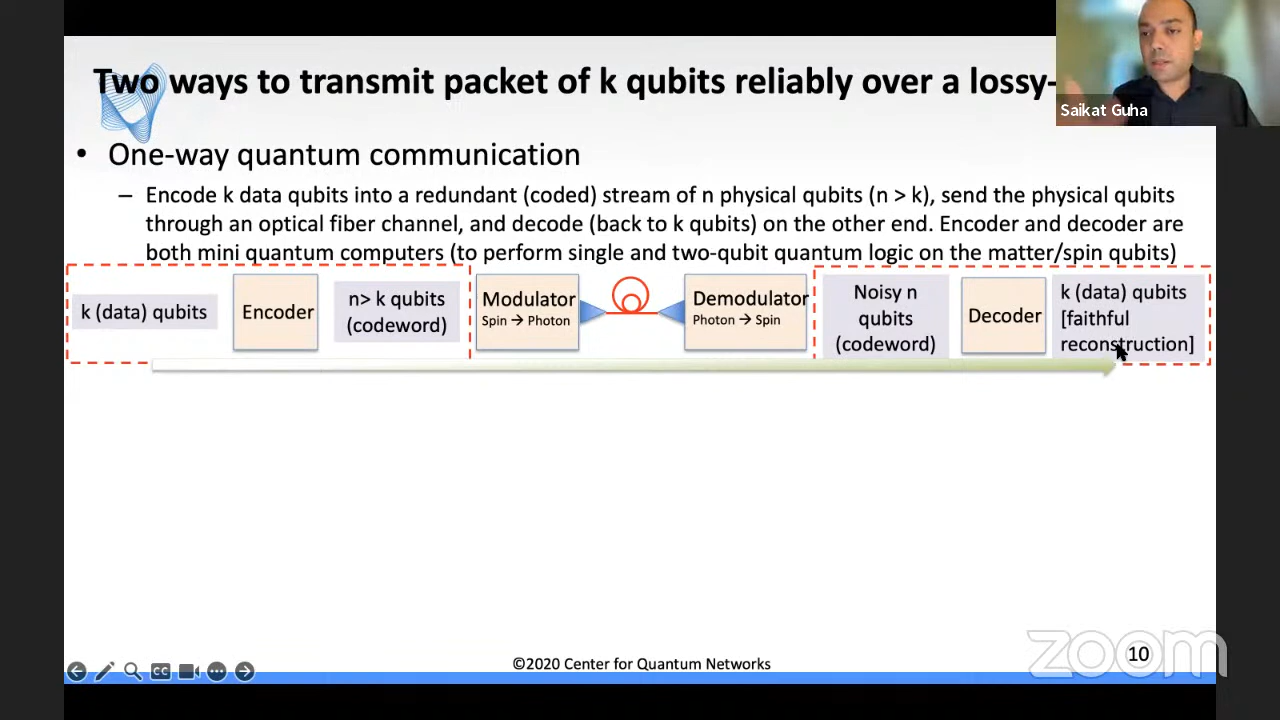 Two ways to transmit packet of k qubits reliably over a lossy-
Saikat Guha
• One-way quantum communication
– Encode k data qubits into a redundant (coded) stream of n physical qubits (n > k), send the physical qubits
through an optical fiber channel, and decode (back to k qubits) on the other end. Encoder and decoder are
both mini quantum computers (to perform single and two-qubit quantum logic on the matter/spin qubits)
k (data) qubits
Encoder
n> k qubits
(codeword)
Modulator
Spin → Photon
Demodulator
Photon → Spin
Noisy n
qubits
(codeword)
Decoder
k (data) qubits
[faithful
reconstruction]
CC
©2020 Center for Quantum Networks
zoom
10